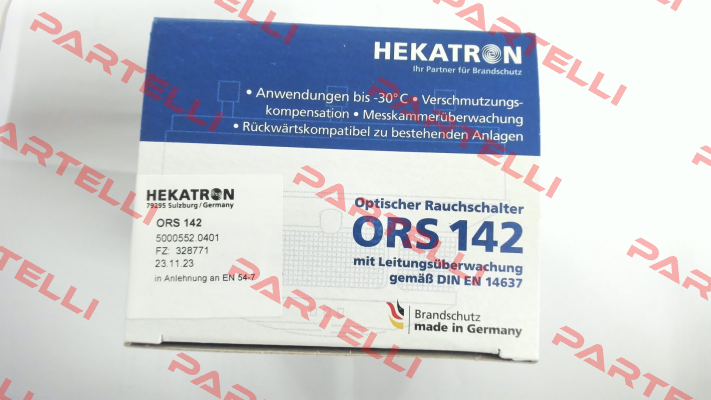 HEKATRON
Ihr Partner für Brandschutz
• Anwendungen bis -30°C • Verschmutzungs-
kompensation • Messkammerüberwachung
• Rückwärtskompatibel zu bestehenden Anlagen
HEKATRON
79295 Sulzburg / Germany
ORS 142
5000552.0401
FZ: 328771
23.11.23
in Anlehnung an EN 54-7
Optischer Rauchschalter
ORS 142
mit Leitungsüberwachung
gemäß DIN EN 14637
Brandschutz
made in Germany
PARTELLI
PARTELLI
PARTELLI
PARTELLI
PARTELLI
PARTELLI
PARTELLI
PARTELLI
PARTELLI